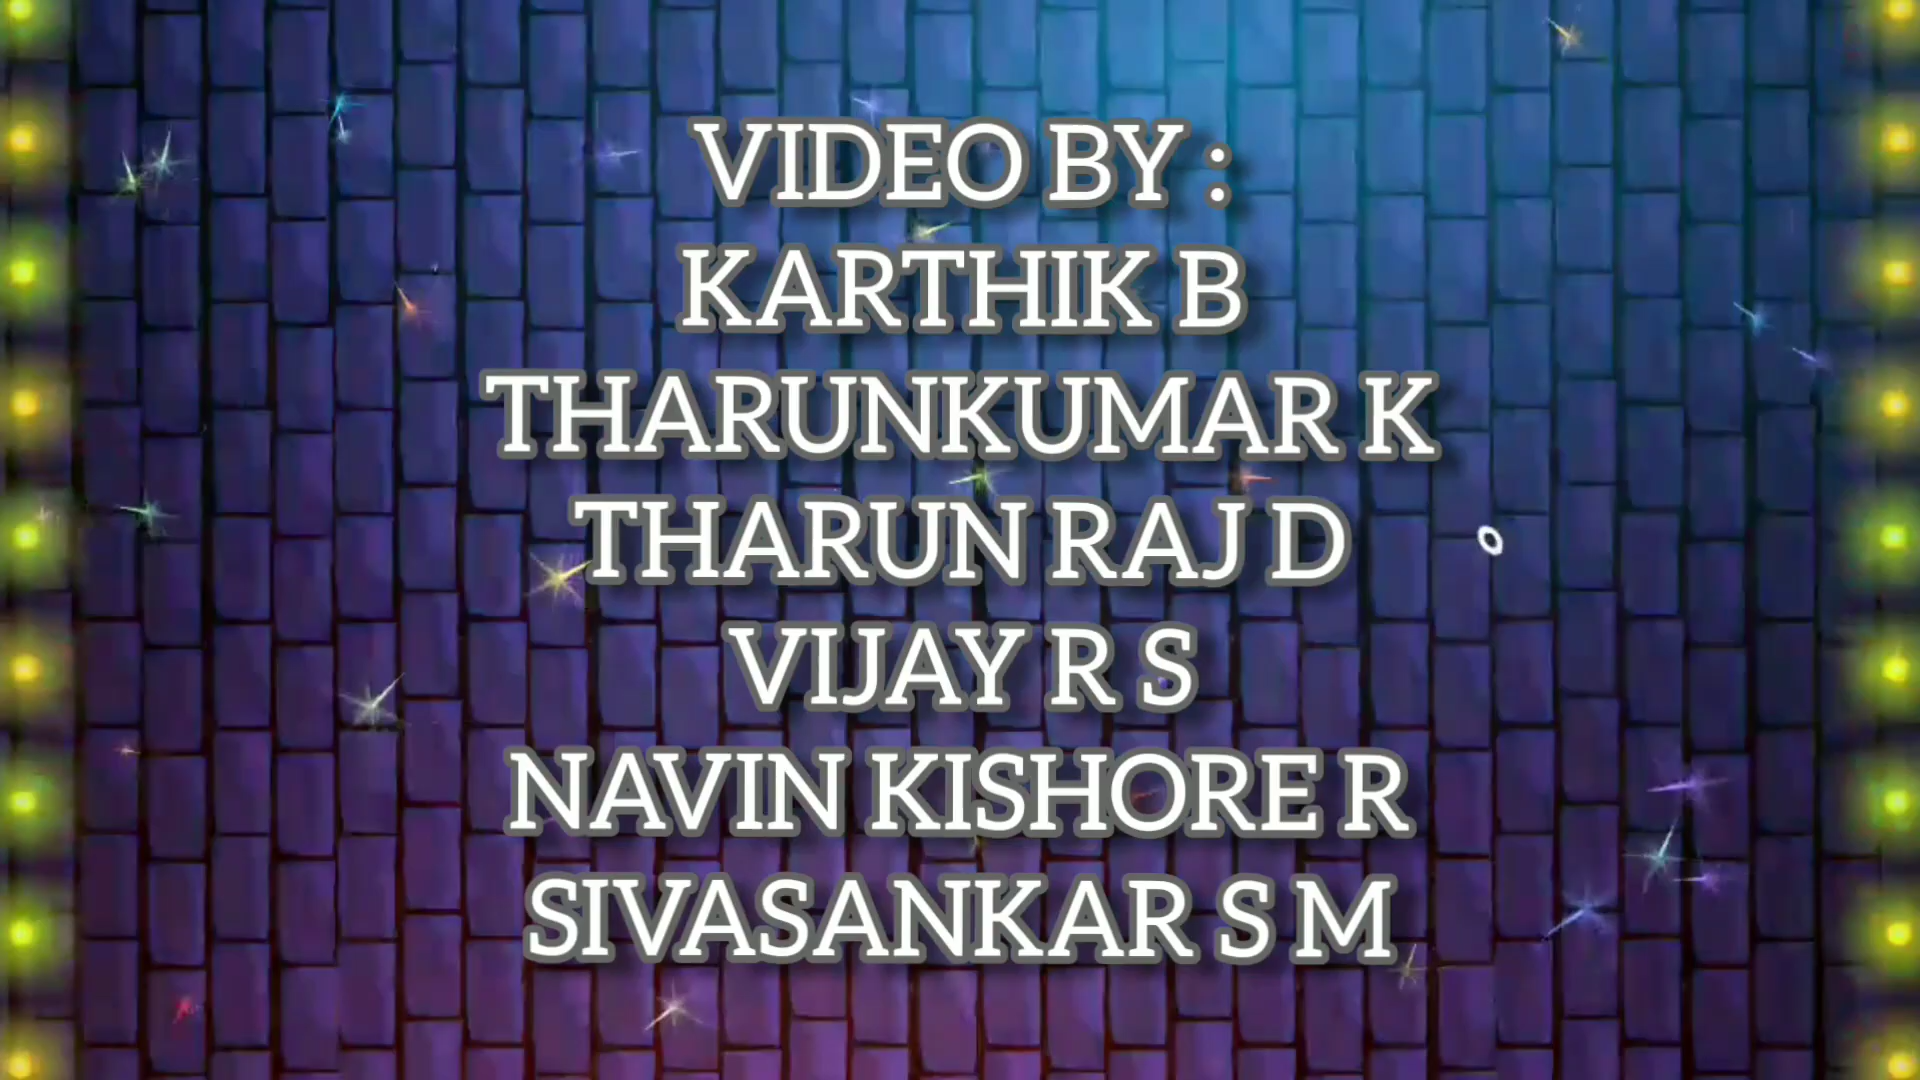 VIDEO BY :
KARTHIK B
THARUNKUMAR K
THARUN RAJ D
VIJAY R S
NAVIN KISHORE R
SIVASANKAR S M